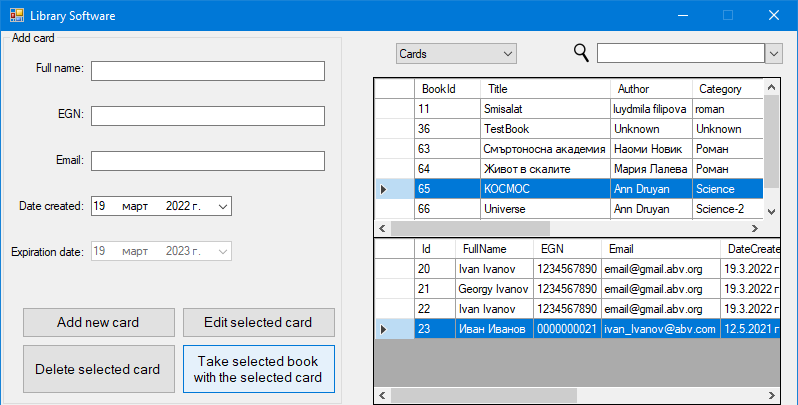 Library Software
Add card
Full name:
EGN:
Email:
Date created: 19 март 2022 г.
Expiration date: 19 март 2023 г.
Add new card
Edit selected card
Delete selected card
Take selected book
with the selected card
Cards
BookId Title Author Category
11 Smisalat luydmila filipova roman
36 TestBook Unknown Unknown
63 Смъртоносна академия Наоми Новик Роман
64 Живот в скалите Мария Лалева Роман
65 КОСМОС Ann Druyan Science
66 Universe Ann Druyan Science-2
Id FullName EGN Email DateCreate
20 Ivan Ivanov 1234567890 email@gmail.abv.org 19.3.2022 г
21 Georgy Ivanov 1234567890 email@gmail.abv.org 19.3.2022 г
22 Ivan Ivanov 1234567890 email@gmail.abv.org 19.3.2022 г
23 Иван Иванов 0000000021 ivan_Ivanov@abv.com 12.5.2021 г